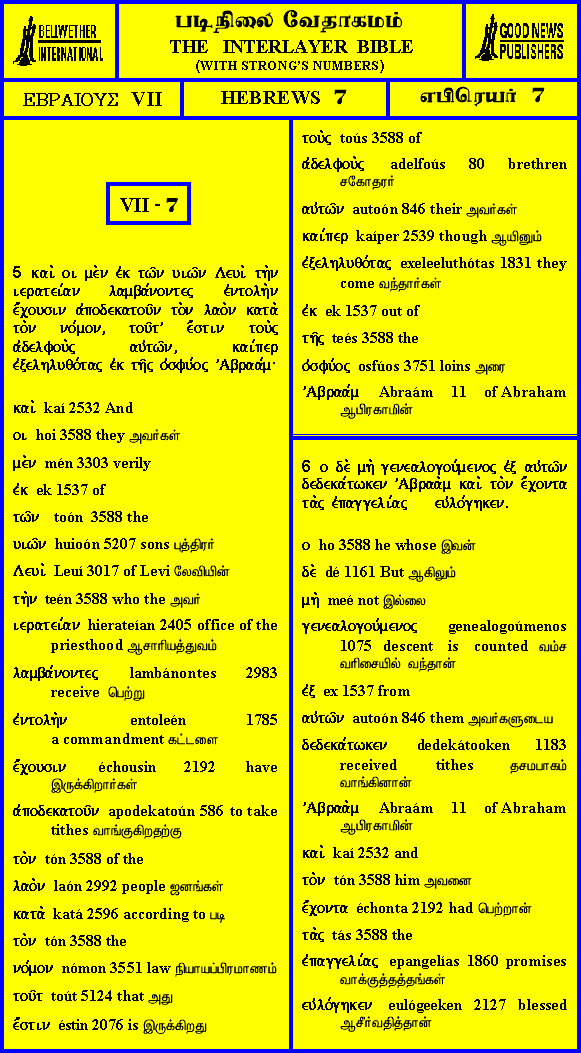 BELLWETHER
INTERNATIONAL
படிநிலை வேதாகமம்
THE INTERLAYER BIBLE
(WITH STRONG'S NUMBERS)
GOOD NEWS
PUBLISHERS
ΕΒΡΑΙΟΥΣ VII
HEBREWS 7
எபிரெயர் 7
VII - 7
5 καὶ οι μὲν ἐκ τῶν υιῶν Λευὶ τὴν
ιερατείαν λαμβάνοντες ἐντολὴν
ἔχουσιν ἀποδεκατοῦν τὸν λαὸν κατὰ
τὸν νόμον, τοῦτ' ἔστιν τοὺς
ἀδελφοὺς αὐτῶν, καίπερ
ἐξεληλυθότας ἐκ τῆς ὀσφύος Ἀβραάμ·
καὶ kaí 2532 And
οι hoi 3588 they அவர்கள்
μὲν mén 3303 verily
ἐκ ek 1537 of
τῶν toón 3588 the
υιῶν huioón 5207 sons புத்திரர்
Λευὶ Leuí 3017 of Levi லேவியின்
τὴν teén 3588 who the அவர்
ιερατείαν hierateían 2405 office of the
priesthood ஆசாரியத்துவம்
λαμβάνοντες lambánontes 2983
receive பெற்று
ἐντολὴν entoleén 1785
a commandment கட்டளை
ἔχουσιν échousin 2192 have
இருக்கிறார்கள்
ἀποδεκατοῦν apodekatoún 586 to take
tithes வாங்குகிறதற்கு
τὸν tón 3588 of the
λαὸν laón 2992 people ஜனங்கள்
κατὰ katá 2596 according to படி
τὸν tón 3588 the
νόμον nómon 3551 law நியாயப்பிரமாணம்
τοῦτ toút 5124 that அது
ἔστιν éstin 2076 is இருக்கிறது
τοὺς toús 3588 of
ἀδελφοὺς adelfoús 80 brethren
சகோதரர்
αὐτῶν autoón 846 their அவர்கள்
καίπερ kaíper 2539 though ஆயினும்
ἐξεληλυθότας exeleeluthótas 1831 they
come வந்தார்கள்
ἐκ ek 1537 out of
τῆς teés 3588 the
ὀσφύος osfúos 3751 loins அரை
Ἀβραάμ Abraám 11 of Abraham
ஆபிரகாமின்
6 ο δὲ μὴ γενεαλογούμενος ἐξ αὐτῶν
δεδεκάτωκεν Ἀβραὰμ καὶ τὸν ἔχοντα
τὰς ἐπαγγελίας εὐλόγηκεν.
ο ho 3588 he whose இவன்
δὲ dé 1161 But ஆகிலும்
μὴ meé not இல்லை
γενεαλογούμενος genealogoúmenos
1075 descent is counted வம்ச
வரிசையில் வந்தான்
ἐξ ex 1537 from
αὐτῶν autoón 846 them அவர்களுடைய
δεδεκάτωκεν dedekátooken 1183
received tithes தசமபாகம்
வாங்கினான்
Ἀβραὰμ Abraám 11 of Abraham
ஆபிரகாமின்
καὶ kaí 2532 and
τὸν tón 3588 him அவனை
ἔχοντα échonta 2192 had பெற்றான்
τὰς tás 3588 the
ἐπαγγελίας epangelías 1860 promises
வாக்குத்தத்தங்கள்
εὐλόγηκεν eulógeeken 2127 blessed
ஆசீர்வதித்தான்